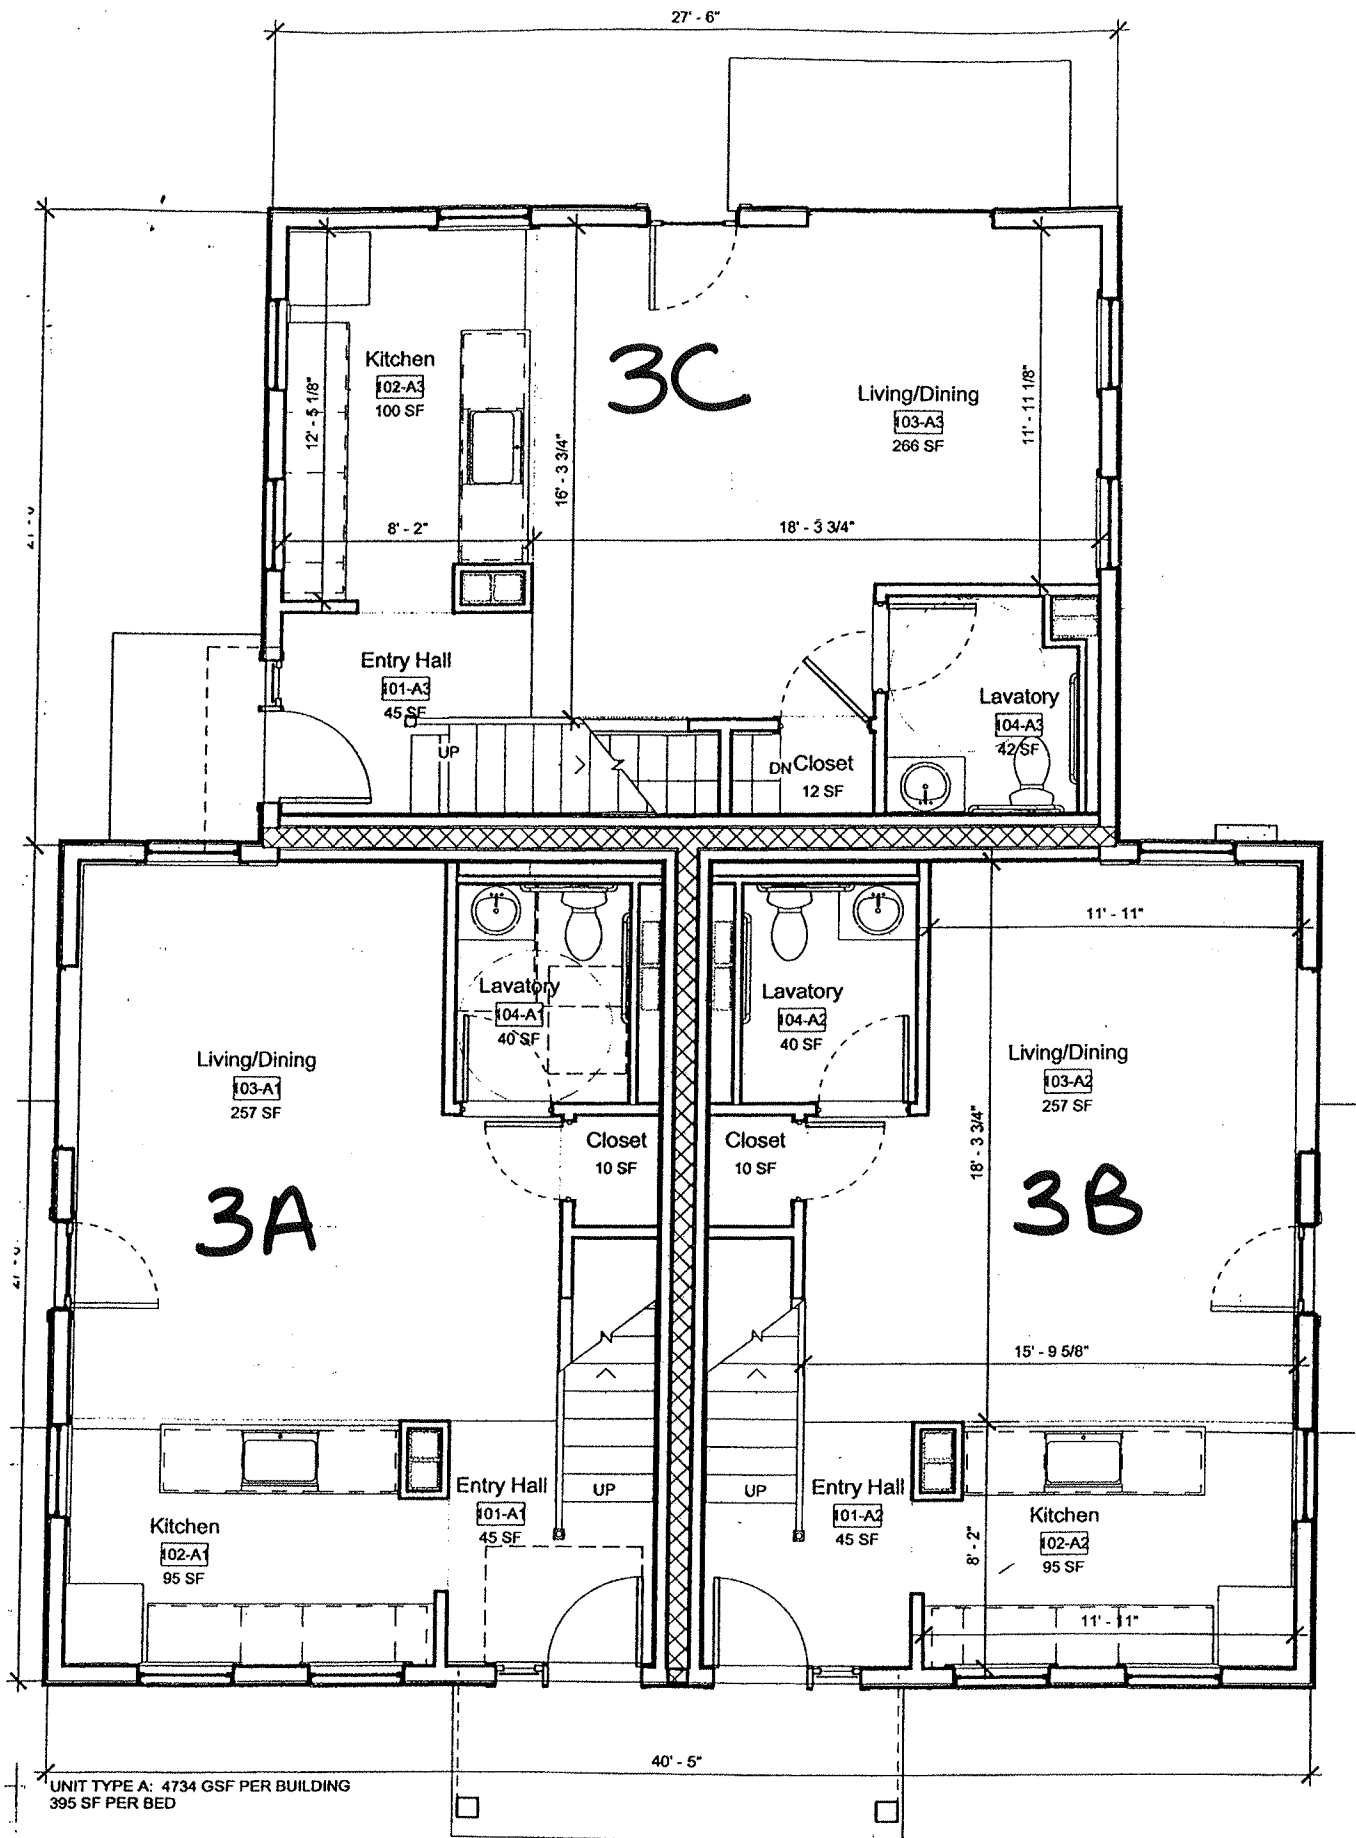 27' - 6"
Kitchen
102-A3
100 SF
12' - 5 1/8"
3C
16' - 3 3/4"
Living/Dining
103-A3
266 SF
11' - 11 1/8"
8' - 2"
18' - 3 3/4"
Entry Hall
101-A3
45 SF
UP
DN
Closet
12 SF
Lavatory
104-A3
42 SF
Lavatory
104-A1
40 SF
Lavatory
104-A2
40 SF
11' - 11"
Living/Dining
103-A1
257 SF
Living/Dining
103-A2
257 SF
Closet
10 SF
Closet
10 SF
18' - 3 3/4"
3A
3B
15' - 9 5/8"
UP
UP
Entry Hall
101-A1
45 SF
Entry Hall
101-A2
45 SF
Kitchen
102-A1
95 SF
Kitchen
102-A2
95 SF
8' - 2"
11' - 11"
40' - 5"
UNIT TYPE A: 4734 GSF PER BUILDING
395 SF PER BED